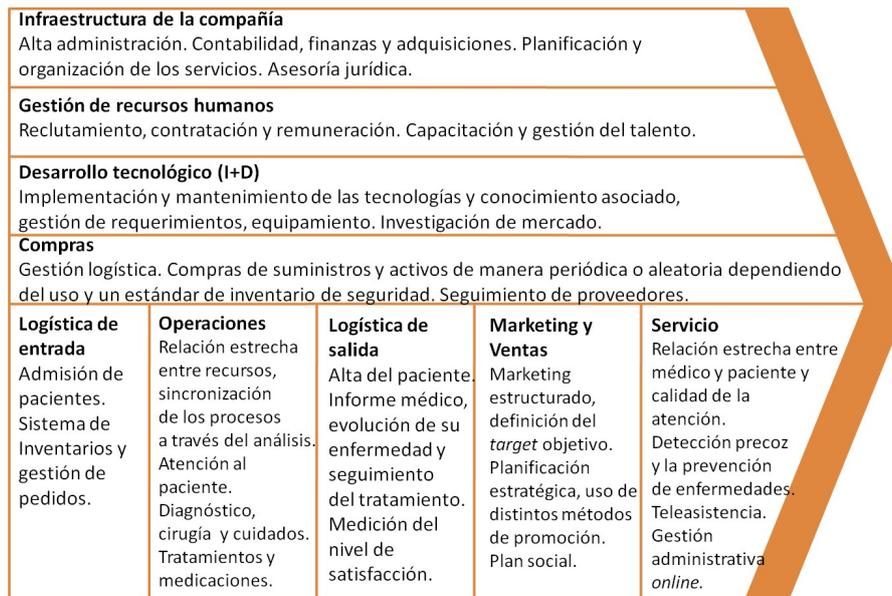 Infraestructura de la compañía
Alta administración. Contabilidad, finanzas y adquisiciones. Planificación y
organización de los servicios. Asesoría jurídica.
Gestión de recursos humanos
Reclutamiento, contratación y remuneración. Capacitación y gestión del talento.
Desarrollo tecnológico (I+D)
Implementación y mantenimiento de las tecnologías y conocimiento asociado,
gestión de requerimientos, equipamiento. Investigación de mercado.
Compras
Gestión logística. Compras de suministros y activos de manera periódica o aleatoria dependiendo
del uso y un estándar de inventario de seguridad. Seguimiento de proveedores.
Logística de
entrada
Admisión de
pacientes.
Sistema de
Inventarios y
gestión de
pedidos.
Operaciones
Relación estrecha
entre recursos,
sincronización
de los procesos
a través del análisis.
Atención al
paciente.
Diagnóstico,
cirugía y cuidados.
Tratamientos y
medicaciones.
Logística de
salida
Alta del paciente.
Informe médico,
evolución de su
enfermedad y
seguimiento
del tratamiento.
Medición del
nivel de
satisfacción.
Marketing y
Ventas
Marketing
estructurado,
definición del
target objetivo.
Planificación
estratégica, uso de
distintos métodos
de promoción.
Plan social.
Servicio
Relación estrecha entre
médico y paciente y
calidad de la
atención.
Detección precoz
y la prevención
de enfermedades.
Teleasistencia.
Gestión
administrativa
online.